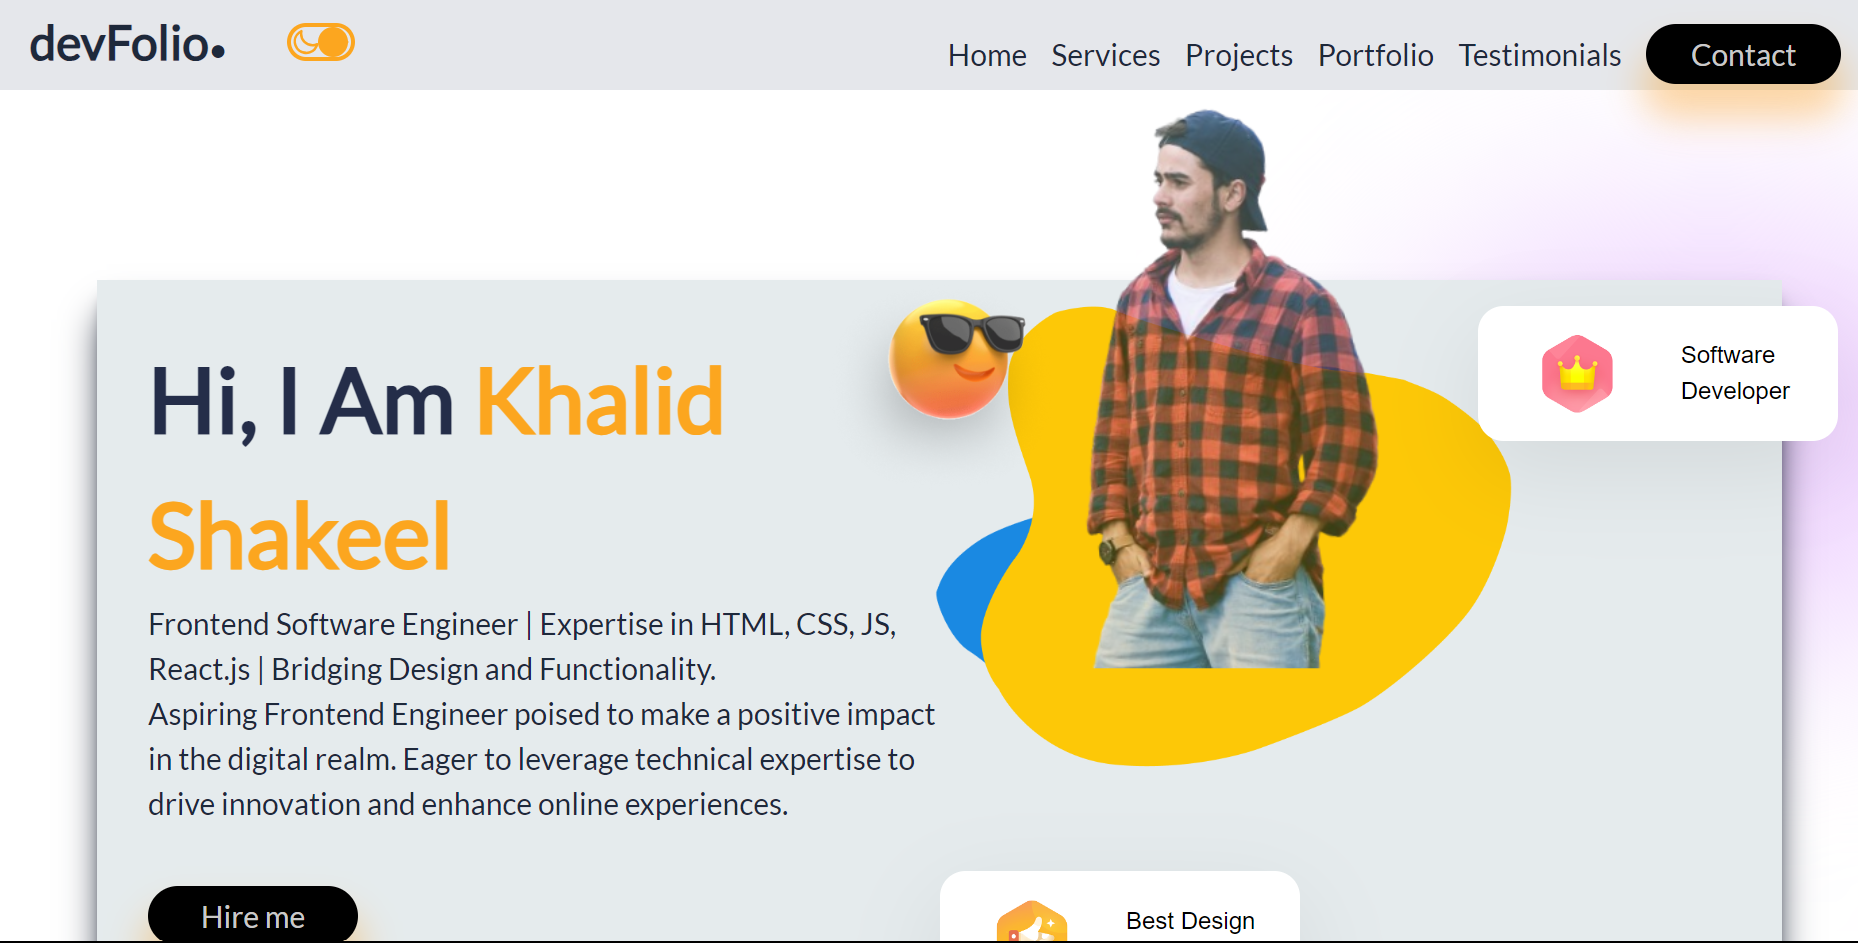 devFolio•
Home Services Projects Portfolio Testimonials Contact
Hi, I Am Khalid
Shakeel
Frontend Software Engineer | Expertise in HTML, CSS, JS,
React.js | Bridging Design and Functionality.
Aspiring Frontend Engineer poised to make a positive impact
in the digital realm. Eager to leverage technical expertise to
drive innovation and enhance online experiences.
Hire me
Software
Developer
Best Design